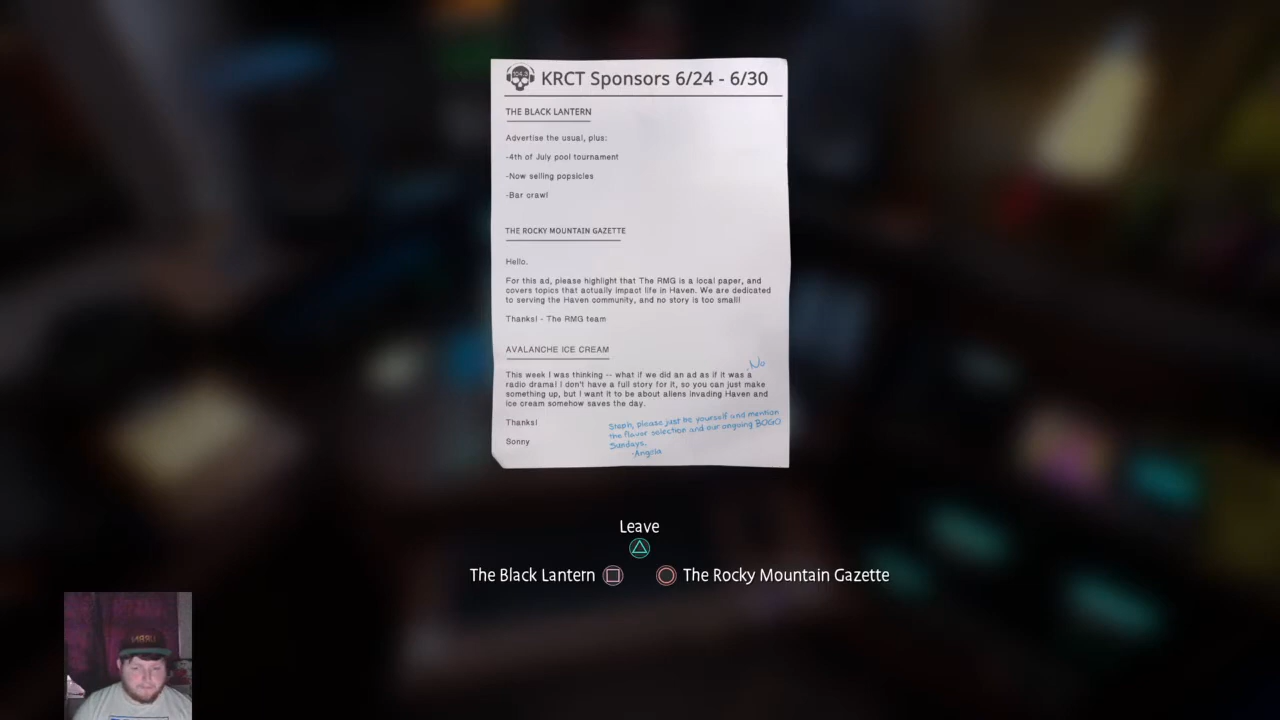 KRCT Sponsors 6/24 - 6/30
THE BLACK LANTERN
Advertise the usual, plus:
-4th of July pool tournament
-Now selling popsicles
-Bar crawl
THE ROCKY MOUNTAIN GAZETTE
Hello.
For this ad, please highlight that The RMG is a local paper, and
covers topics that actually impact life in Haven. We are dedicated
to serving the Haven community, and no story is too small!
Thanks! - The RMG team
AVALANCHE ICE CREAM
No
This week I was thinking -- what if we did an ad as if it was a
radio drama! I don't have a full story for it, so you can just make
something up, but I want it to be about aliens invading Haven and
ice cream somehow saves the day.
Thanks!
Sonny
Steph, please just be yourself and mention
the flavor selection and our ongoing BOGO
Sundays.
-Angela
Leave
The Black Lantern
The Rocky Mountain Gazette